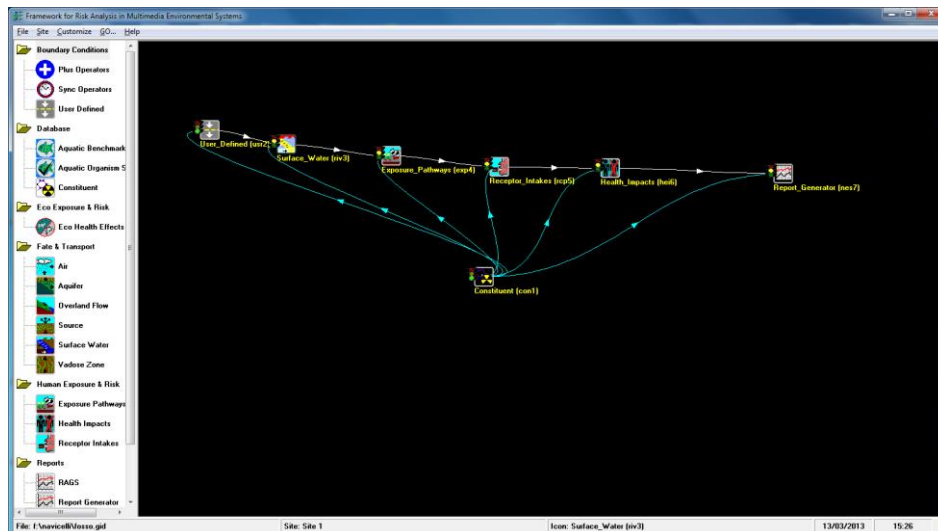 Framework for Risk Analysis in Multimedia Environmental Systems
File Site Customize GO... Help
Boundary Conditions
Plus Operators
Sync Operators
User Defined
Database
Aquatic Benchmark
Aquatic Organism S
Constituent
Eco Exposure & Risk
Eco Health Effects
Fate & Transport
Air
Aquifer
Overland Flow
Source
Surface Water
Vadose Zone
Human Exposure & Risk
Exposure Pathways
Health Impacts
Receptor Intakes
Reports
RAGS
Report Generator
User_Defined (usr2)
Surface_Water (riv3)
Exposure_Pathways (exp4)
Receptor_Intakes (rcp5)
Health_Impacts (hei6)
Report_Generator (nes7)
Constituent (con1)
File: f:\navicelli\fosso.gid Site: Site 1 Icon: Surface_Water (riv3) 13/03/2013 15:26